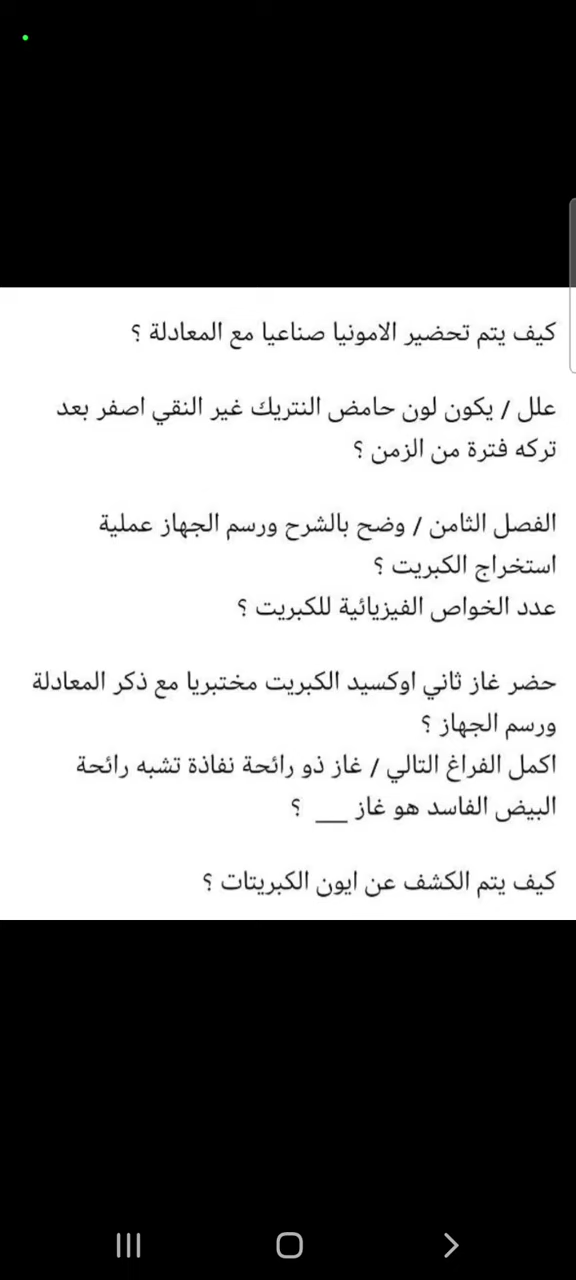 كيف يتم تحضير الامونيا صناعيا مع المعادلة ؟
علل / يكون لون حامض النتريك غير النقي اصفر بعد
تركه فترة من الزمن ؟
الفصل الثامن / وضح بالشرح ورسم الجهاز عملية
استخراج الكبريت ؟
عدد الخواص الفيزيائية للكبريت ؟
حضر غاز ثاني اوكسيد الكبريت مختبريا مع ذكر المعادلة
ورسم الجهاز ؟
اكمل الفراغ التالي / غاز ذو رائحة نفاذة تشبه رائحة
البيض الفاسد هو غاز __ ؟
كيف يتم الكشف عن ايون الكبريتات ؟